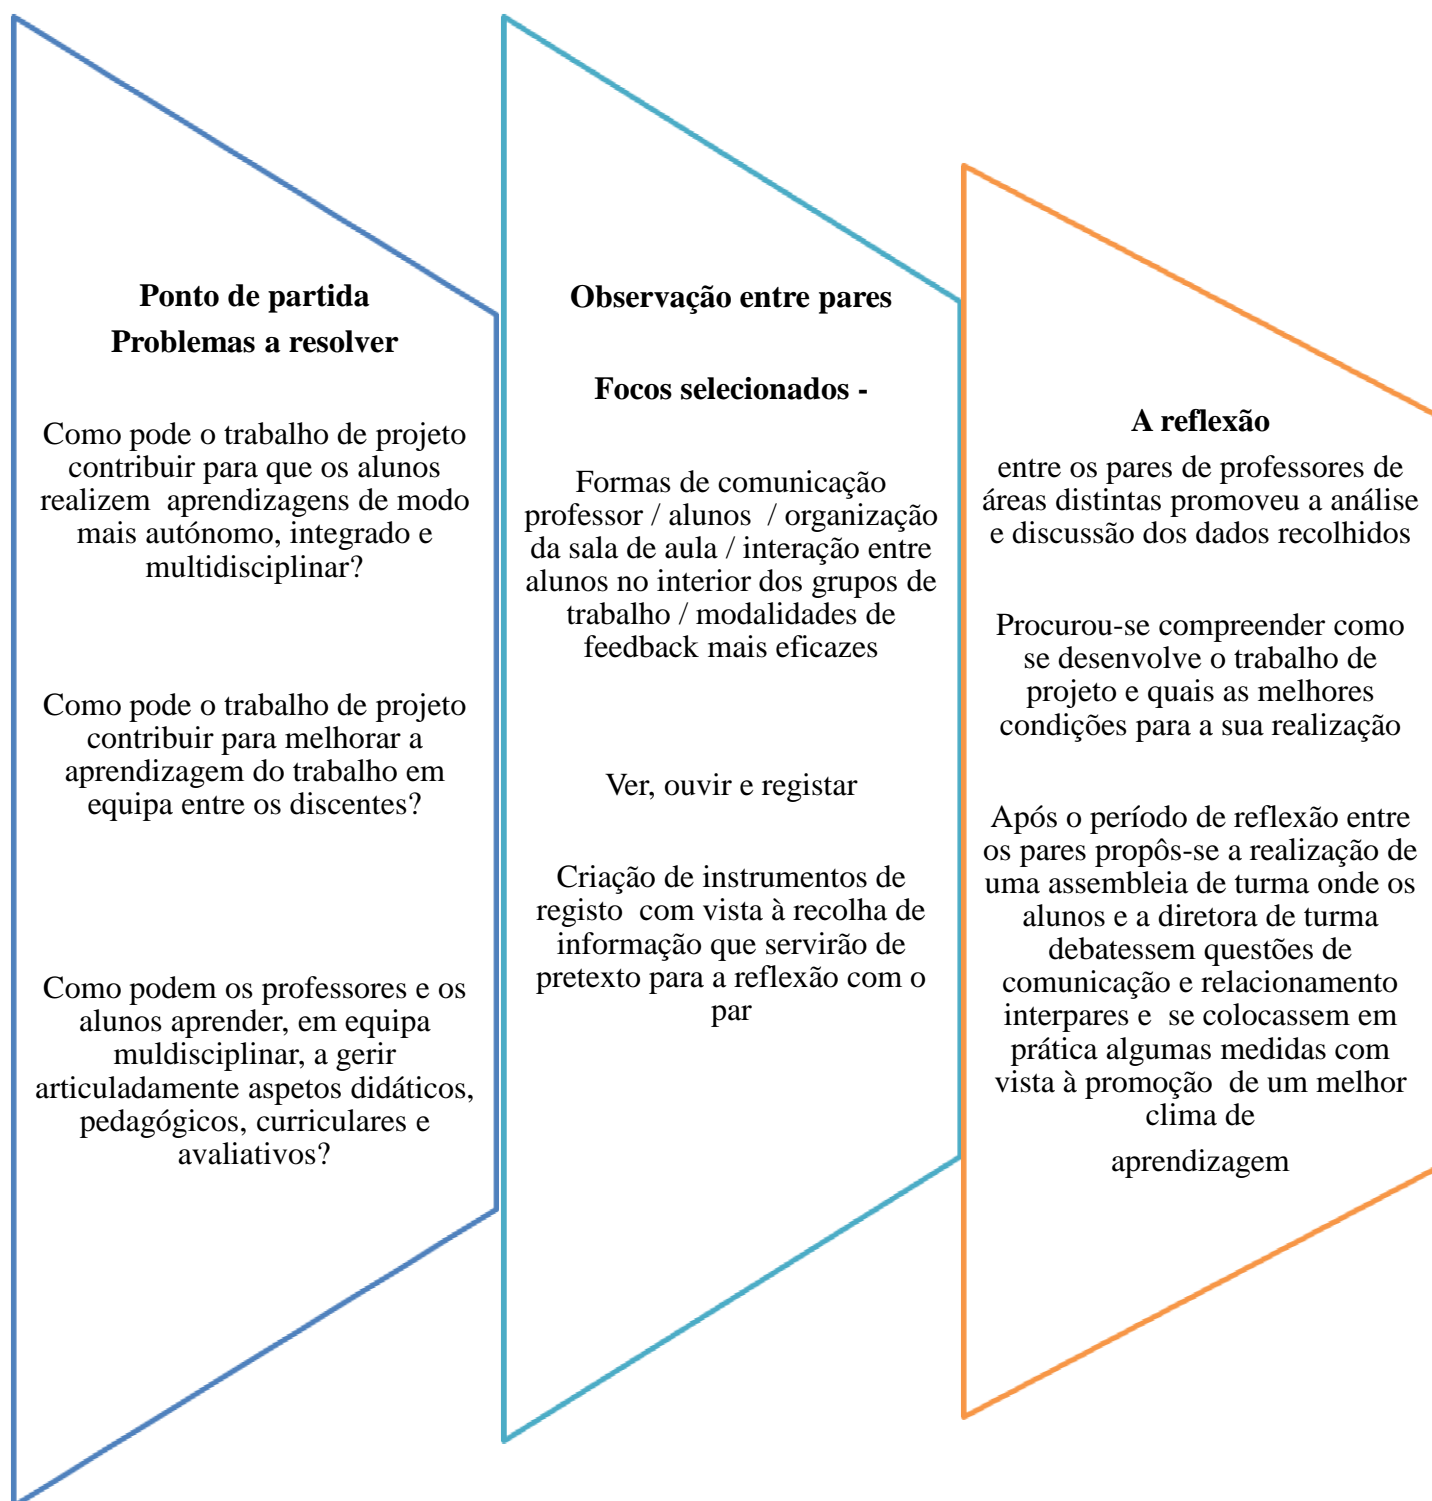 Ponto de partida
Problemas a resolver
Como pode o trabalho de projeto
contribuir para que os alunos
realizem aprendizagens de modo
mais autónomo, integrado e
multidisciplinar?
Como pode o trabalho de projeto
contribuir para melhorar a
aprendizagem do trabalho em
equipa entre os discentes?
Como podem os professores e os
alunos aprender, em equipa
muldisciplinar, a gerir
articuladamente aspetos didáticos,
pedagógicos, curriculares e
avaliativos?
Observação entre pares
Focos selecionados -
Formas de comunicação
professor / alunos / organização
da sala de aula / interação entre
alunos no interior dos grupos de
trabalho / modalidades de
feedback mais eficazes
Ver, ouvir e registar
Criação de instrumentos de
registo com vista à recolha de
informação que servirão de
pretexto para a reflexão com o
par
A reflexão
entre os pares de professores de
áreas distintas promoveu a análise
e discussão dos dados recolhidos
Procurou-se compreender como
se desenvolve o trabalho de
projeto e quais as melhores
condições para a sua realização
Após o período de reflexão entre
os pares propôs-se a realização de
uma assembleia de turma onde os
alunos e a diretora de turma
debatessem questões de
comunicação e relacionamento
interpares e se colocassem em
prática algumas medidas com
vista à promoção de um melhor
clima de
aprendizagem